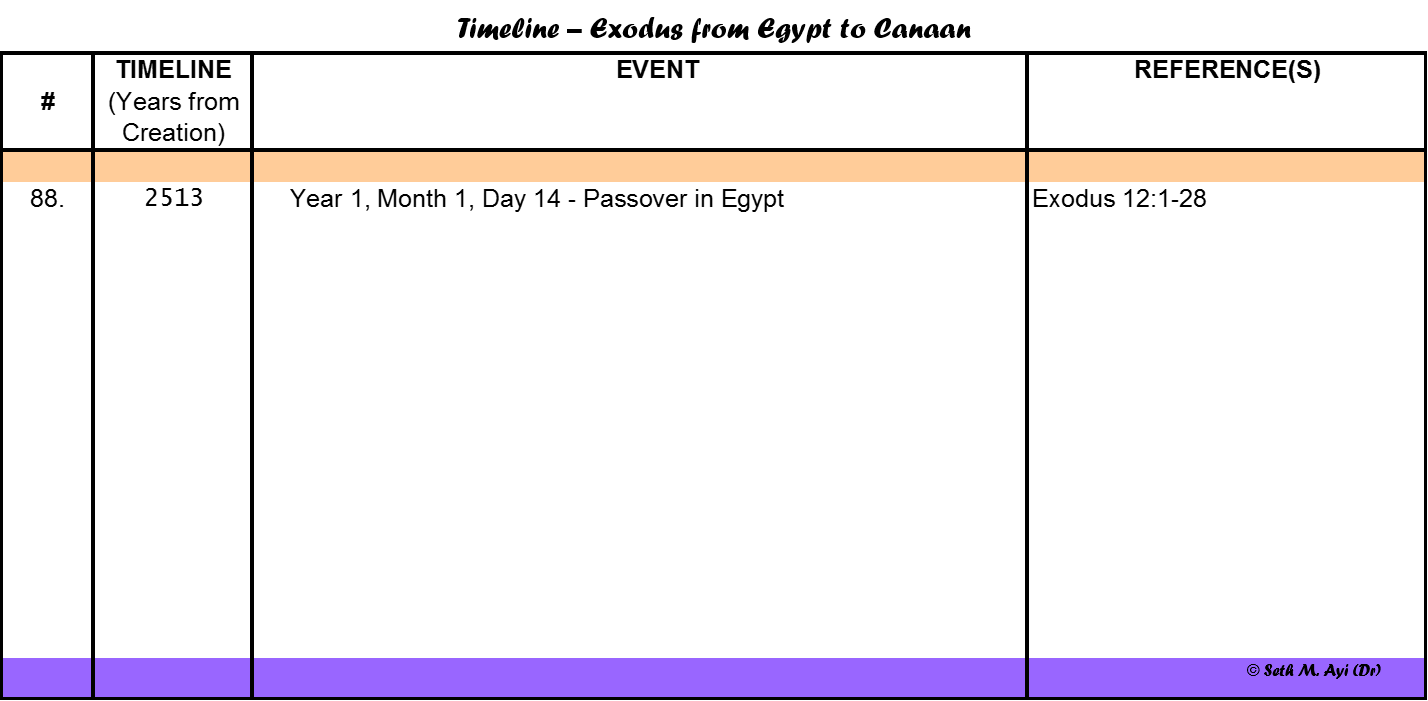 Timeline – Exodus from Egypt to Canaan
# TIMELINE (Years from Creation) EVENT REFERENCE(S)
88. 2513 Year 1, Month 1, Day 14 - Passover in Egypt Exodus 12:1-28
© Seth M. Ayi (Dr)